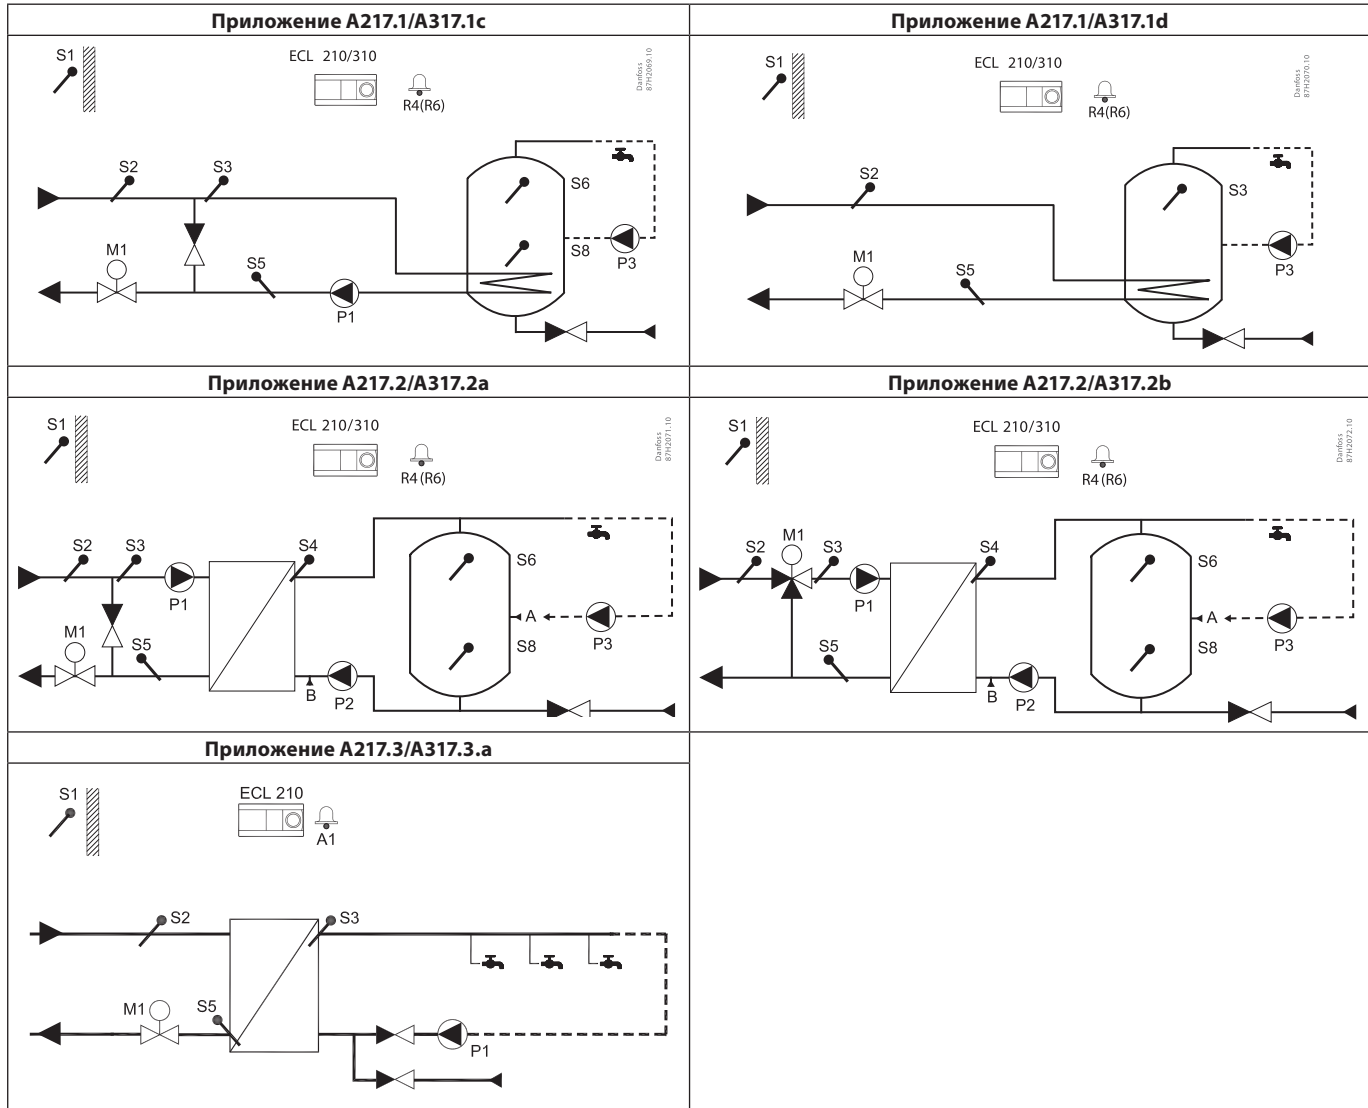 Приложение A217.1/A317.1c
S1
ECL 210/310
R4(R6)
Danfoss
87H2069.10
S2
S3
S6
S8
P3
M1
S5
P1
Приложение A217.1/A317.1d
S1
ECL 210/310
R4(R6)
Danfoss
87H2070.10
S2
S3
P3
M1
S5
Приложение A217.2/A317.2a
S1
ECL 210/310
R4(R6)
Danfoss
87H2071.10
S2
S3
S4
S6
P1
A
M1
S5
S8
P3
B
P2
Приложение A217.2/A317.2b
S1
ECL 210/310
R4(R6)
Danfoss
87H2072.10
M1
S2
S3
S4
S6
P1
A
S5
S8
P3
B
P2
Приложение A217.3/A317.3.a
S1
ECL 210
A1
S2
S3
M1
S5
P1